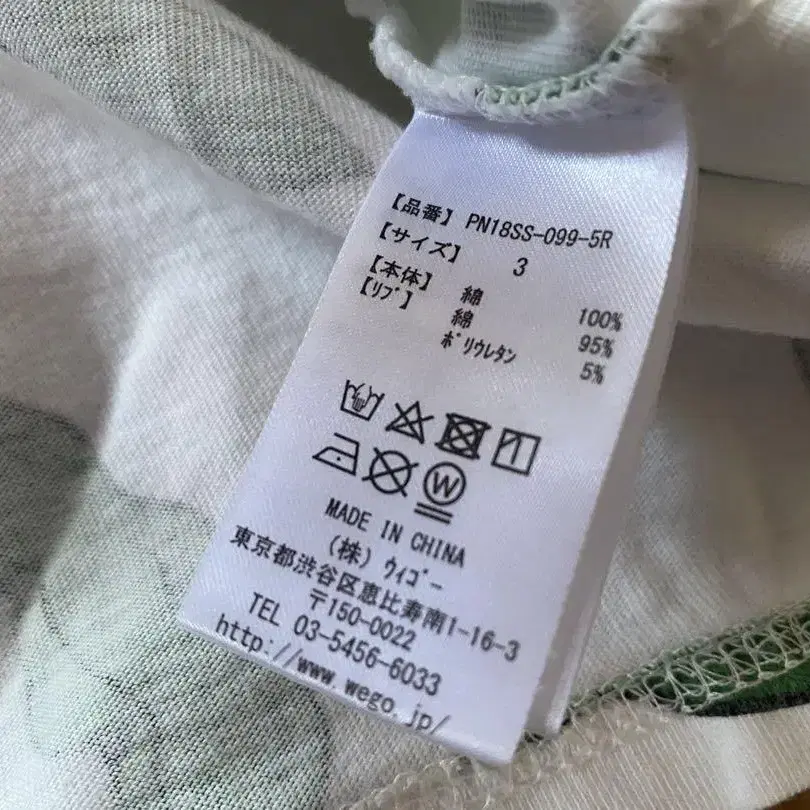 【品番】 PN18SS-099-5R
【サイズ】 3
【本体】 綿 100%
【リブ】 綿 95%
ポリウレタン 5%
W
MADE IN CHINA
(株) ウィゴー
東京都渋谷区恵比寿南1-16-3
〒150-0022
TEL 03-5456-6033
http://www.wego.jp/